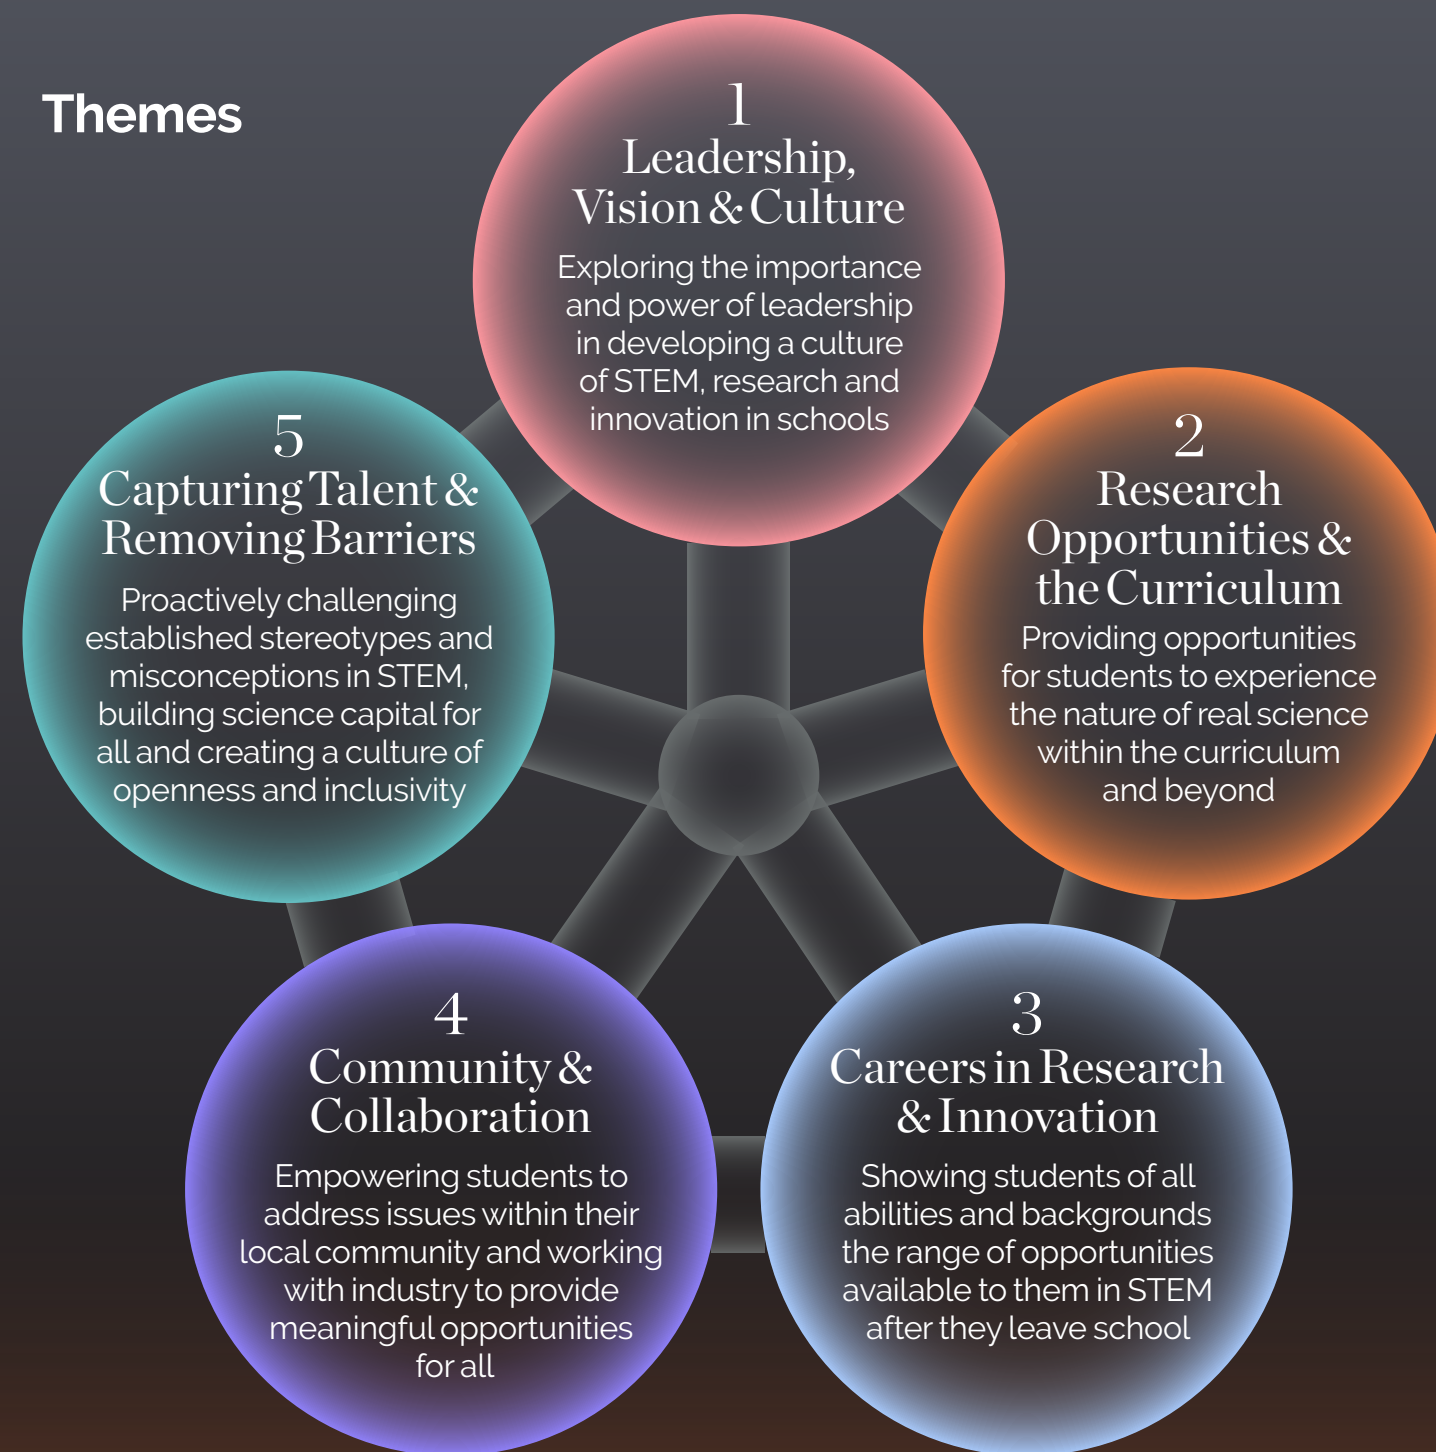 Themes
1
Leadership,
Vision & Culture
Exploring the importance
and power of leadership
in developing a culture
of STEM, research and
innovation in schools
2
Research
Opportunities &
the Curriculum
Providing opportunities
for students to experience
the nature of real science
within the curriculum
and beyond
3
Careers in Research
& Innovation
Showing students of all
abilities and backgrounds
the range of opportunities
available to them in STEM
after they leave school
4
Community &
Collaboration
Empowering students to
address issues within their
local community and working
with industry to provide
meaningful opportunities
for all
5
Capturing Talent &
Removing Barriers
Proactively challenging
established stereotypes and
misconceptions in STEM,
building science capital for
all and creating a culture of
openness and inclusivity